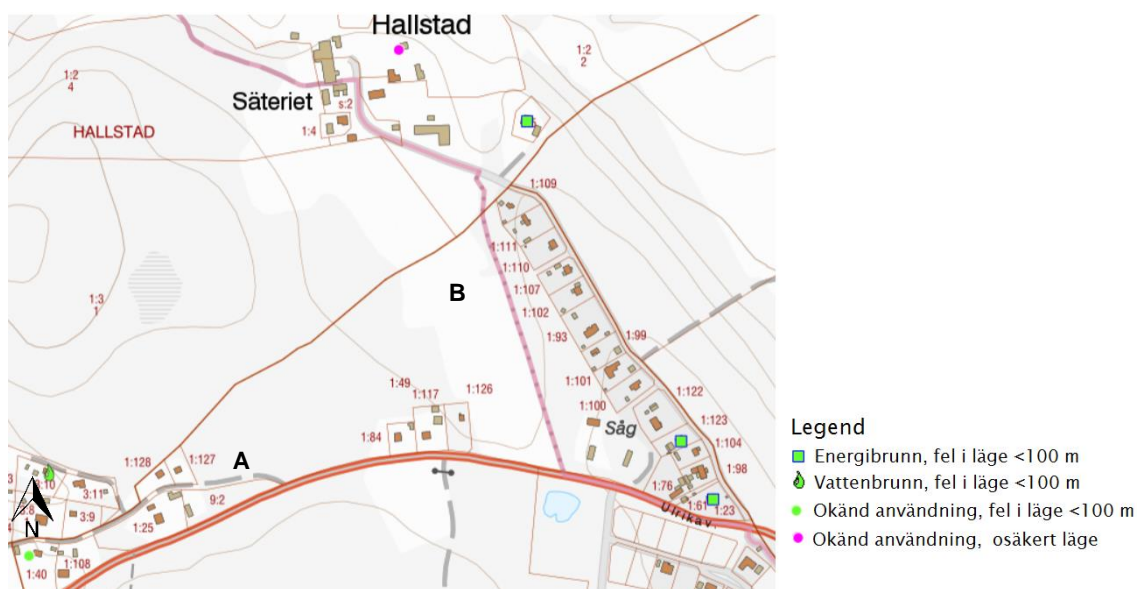 Hallstad
1:2
2
1:2
4
Säteriet
s:2
1:4
HALLSTAD
1:109
1:111
1:110
B
1:107
1:3
1
1:102
1:93
1:99
1:49
1:117
1:126
1:101
1:122
1:100
1:123
Såg
1:84
1:104
A
1:128
1:127
1:98
3:10
3:11
9:2
1:76
3:9
1:61
1:23
1:25
Ulrikav.
N
1:40
1:108
Legend
Energibrunn, fel i läge <100 m
Vattenbrunn, fel i läge <100 m
Okänd användning, fel i läge <100 m
Okänd användning, osäkert läge